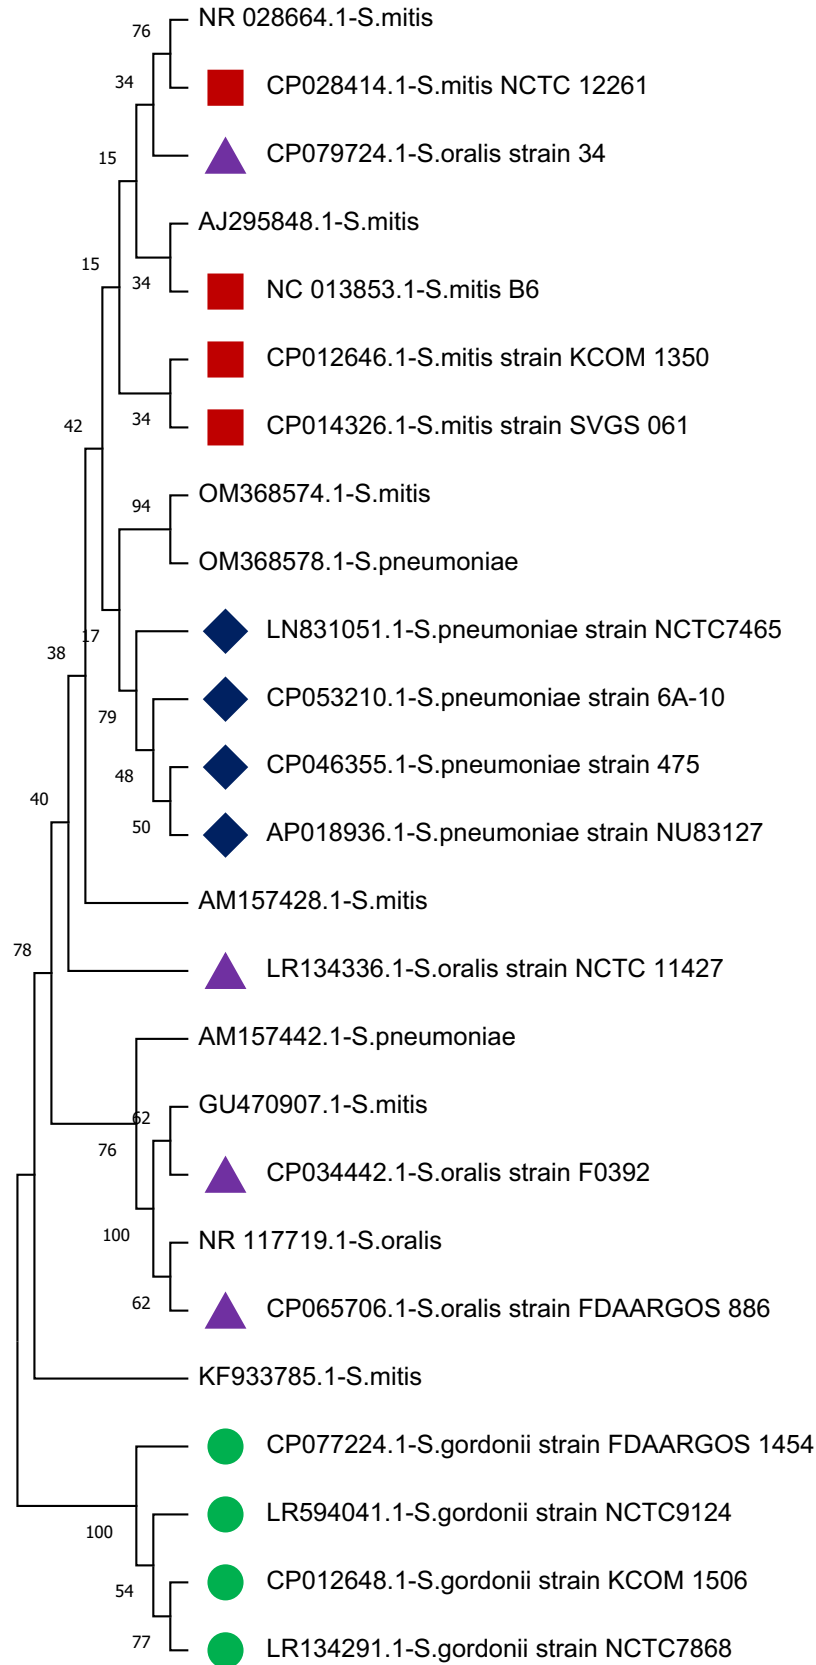 NR 028664.1-S.mitis
76
34
CP028414.1-S.mitis NCTC 12261
CP079724.1-S.oralis strain 34
15
AJ295848.1-S.mitis
15
34
NC 013853.1-S.mitis B6
CP012646.1-S.mitis strain KCOM 1350
34
42
CP014326.1-S.mitis strain SVGS 061
OM368574.1-S.mitis
94
OM368578.1-S.pneumoniae
LN831051.1-S.pneumoniae strain NCTC7465
17
38
CP053210.1-S.pneumoniae strain 6A-10
79
CP046355.1-S.pneumoniae strain 475
48
40
50
AP018936.1-S.pneumoniae strain NU83127
AM157428.1-S.mitis
78
LR134336.1-S.oralis strain NCTC 11427
AM157442.1-S.pneumoniae
GU470907.1-S.mitis
62
76
CP034442.1-S.oralis strain F0392
100
NR 117719.1-S.oralis
62
CP065706.1-S.oralis strain FDAARGOS 886
KF933785.1-S.mitis
CP077224.1-S.gordonii strain FDAARGOS 1454
LR594041.1-S.gordonii strain NCTC9124
100
CP012648.1-S.gordonii strain KCOM 1506
54
77
LR134291.1-S.gordonii strain NCTC7868